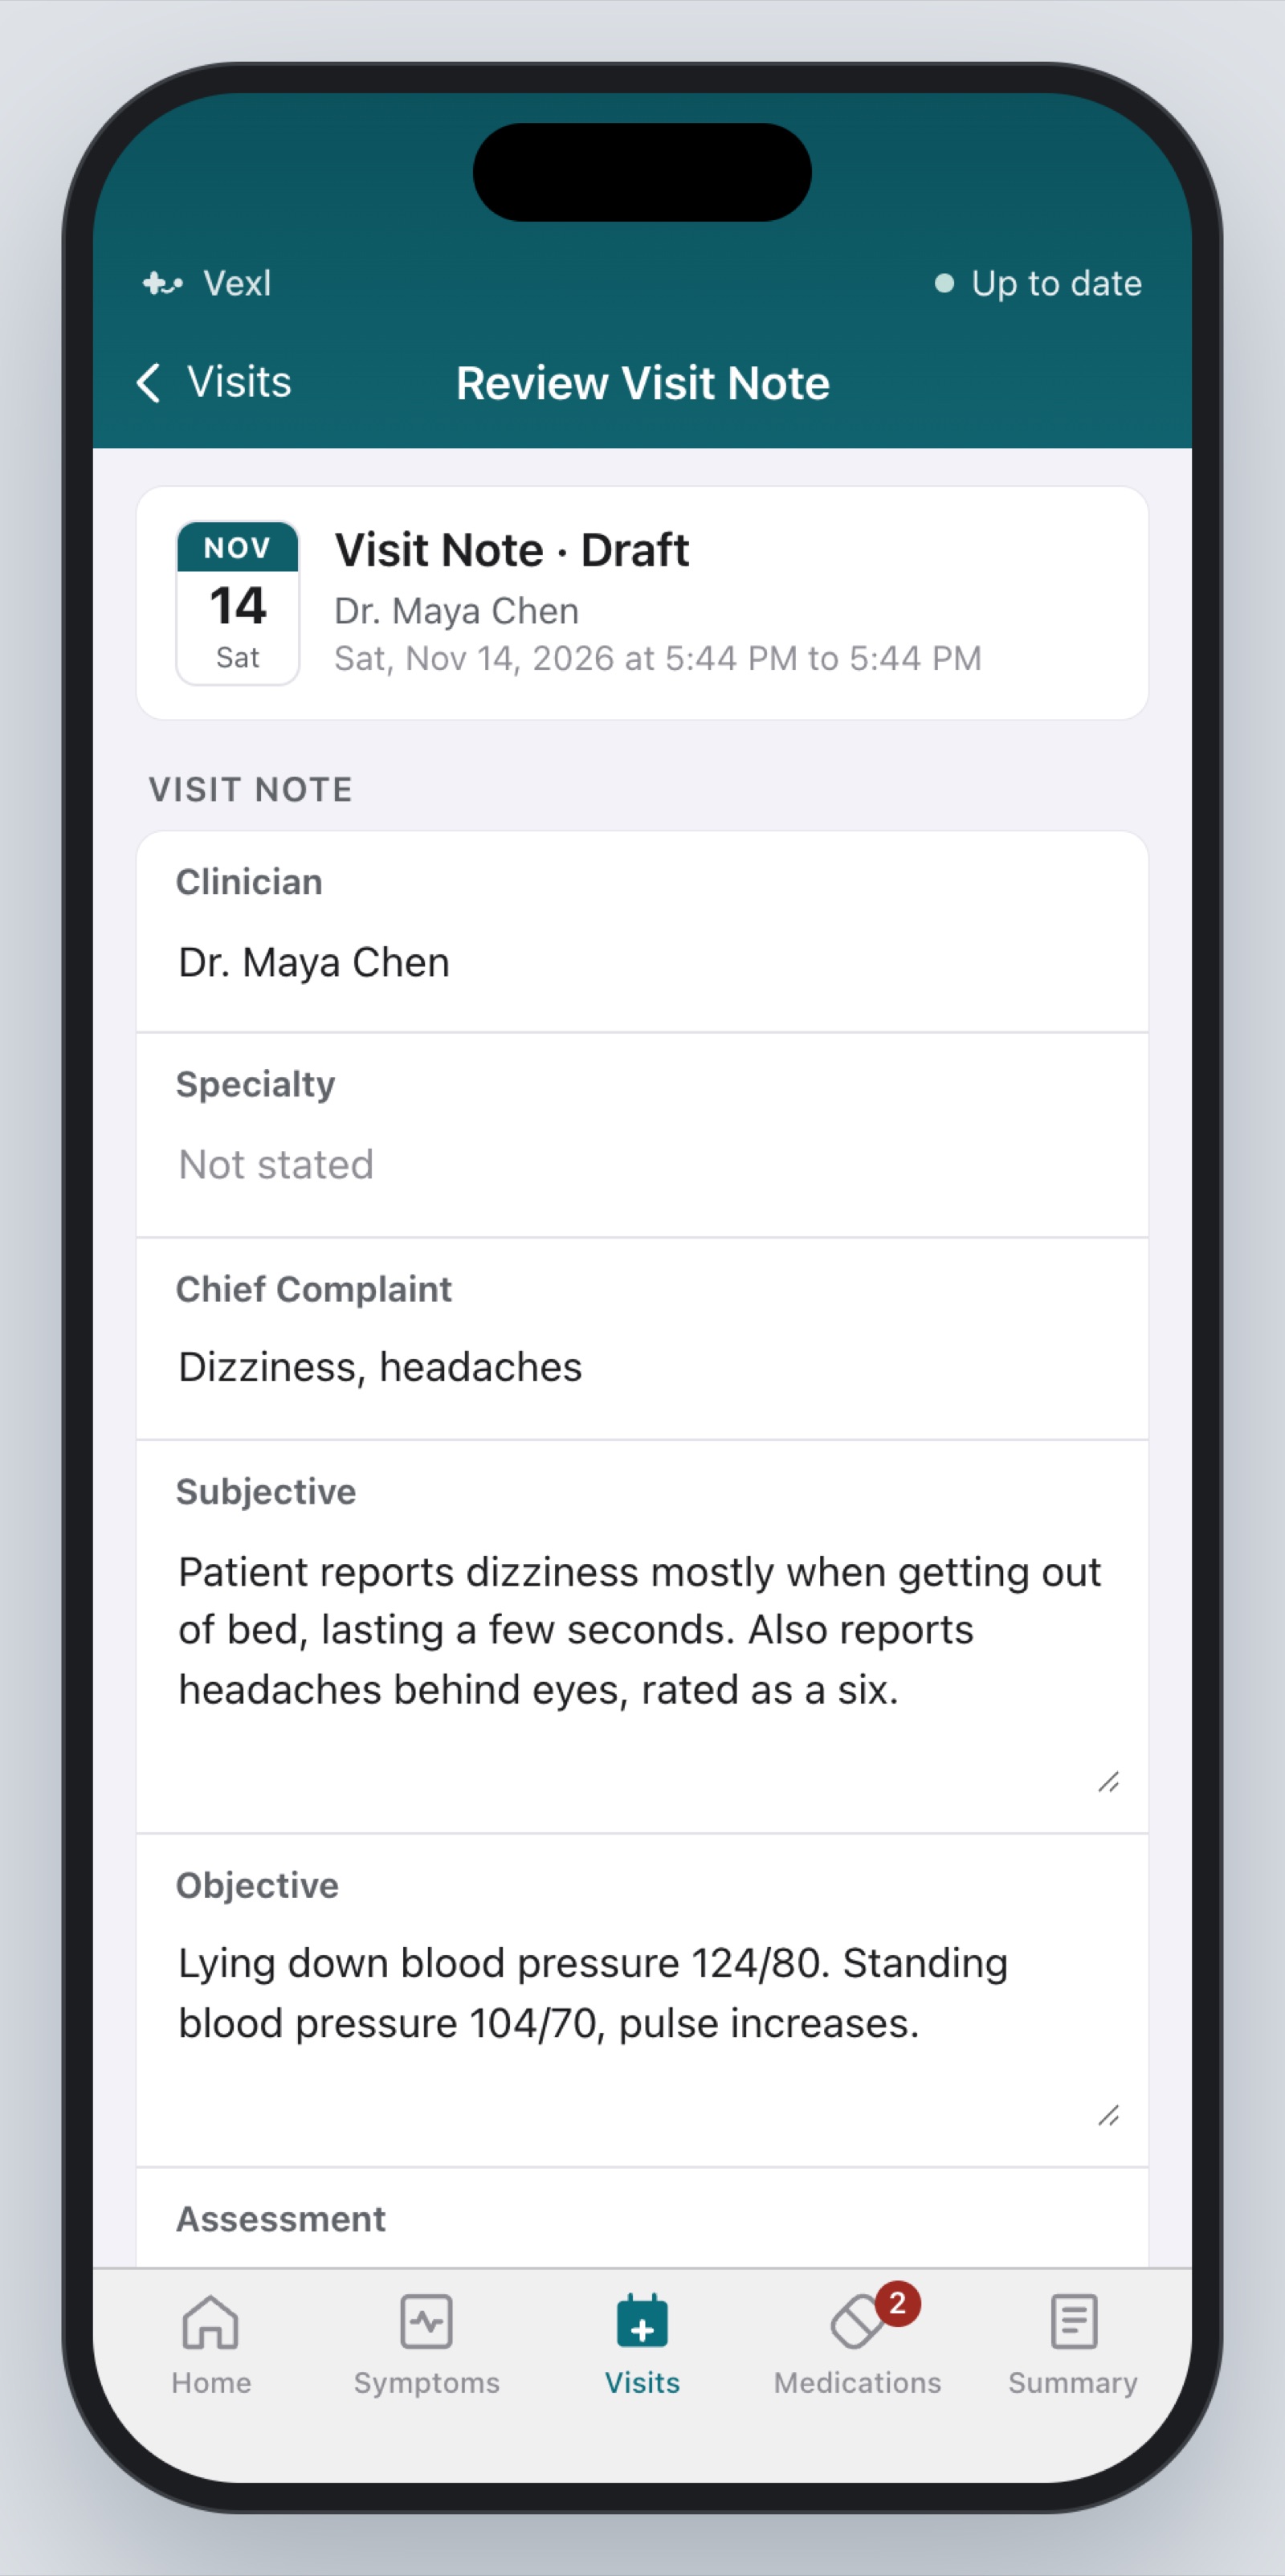 Vexl
Up to date
Visits
Review Visit Note
NOV
14
Sat
Visit Note · Draft
Dr. Maya Chen
Sat, Nov 14, 2026 at 5:44 PM to 5:44 PM
VISIT NOTE
Clinician
Dr. Maya Chen
Specialty
Not stated
Chief Complaint
Dizziness, headaches
Subjective
Patient reports dizziness mostly when getting out
of bed, lasting a few seconds. Also reports
headaches behind eyes, rated as a six.
Objective
Lying down blood pressure 124/80. Standing
blood pressure 104/70, pulse increases.
Assessment
2
Home
Symptoms
Visits
Medications
Summary